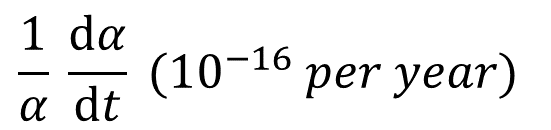 1/α dα/dt (10⁻¹⁶ per year)